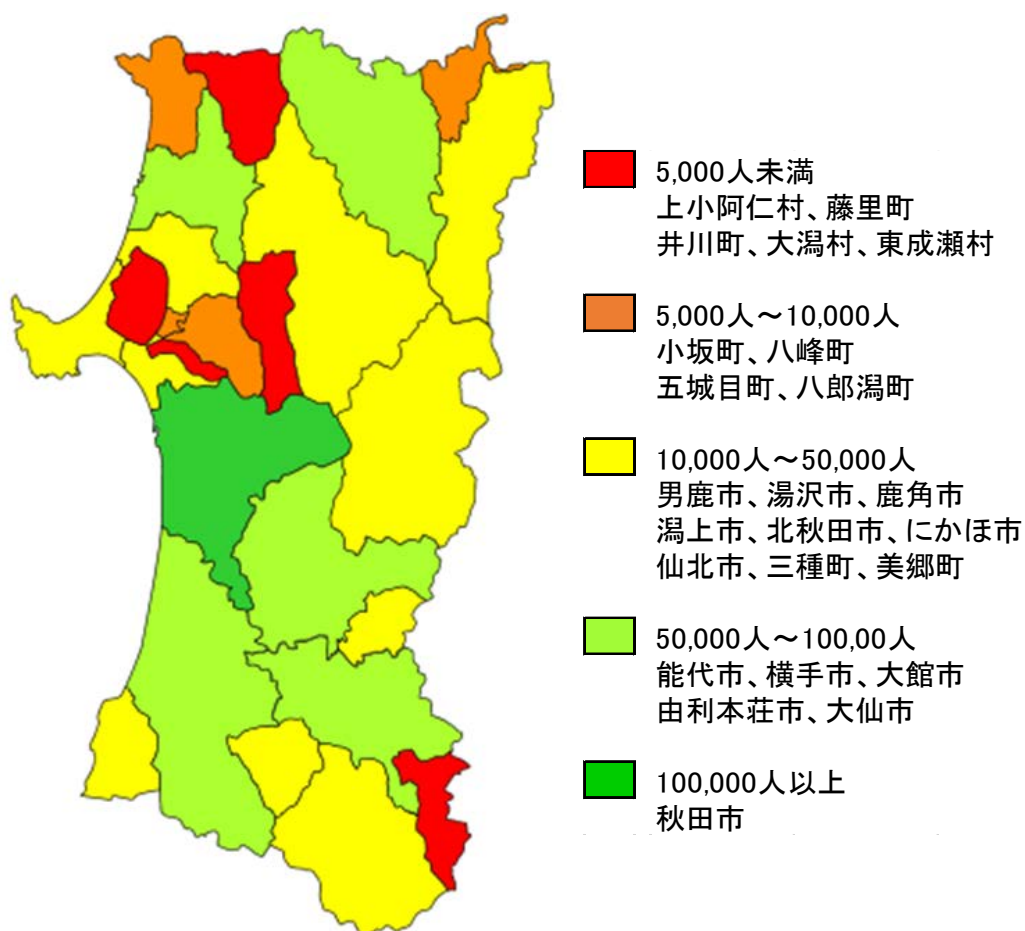 5,000人未満
上小阿仁村、藤里町
井川町、大潟村、東成瀬村
5,000人～10,000人
小坂町、八峰町
五城目町、八郎潟町
10,000人～50,000人
男鹿市、湯沢市、鹿角市
潟上市、北秋田市、にかほ市
仙北市、三種町、美郷町
50,000人～100,00人
能代市、横手市、大館市
由利本荘市、大仙市
100,000人以上
秋田市